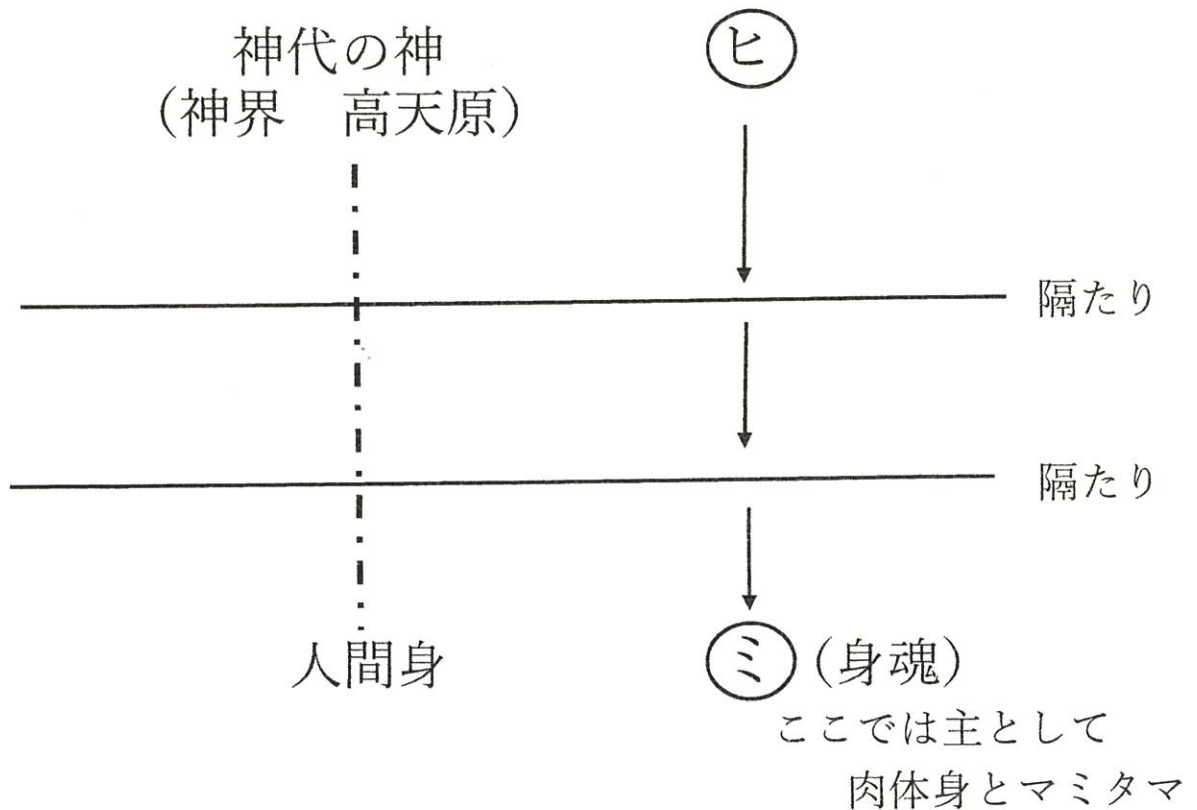 神代の神
(神界　高天原)
ヒ
隔たり
隔たり
人間身
ミ (身魂)
ここでは主として
肉体身とマミタマ